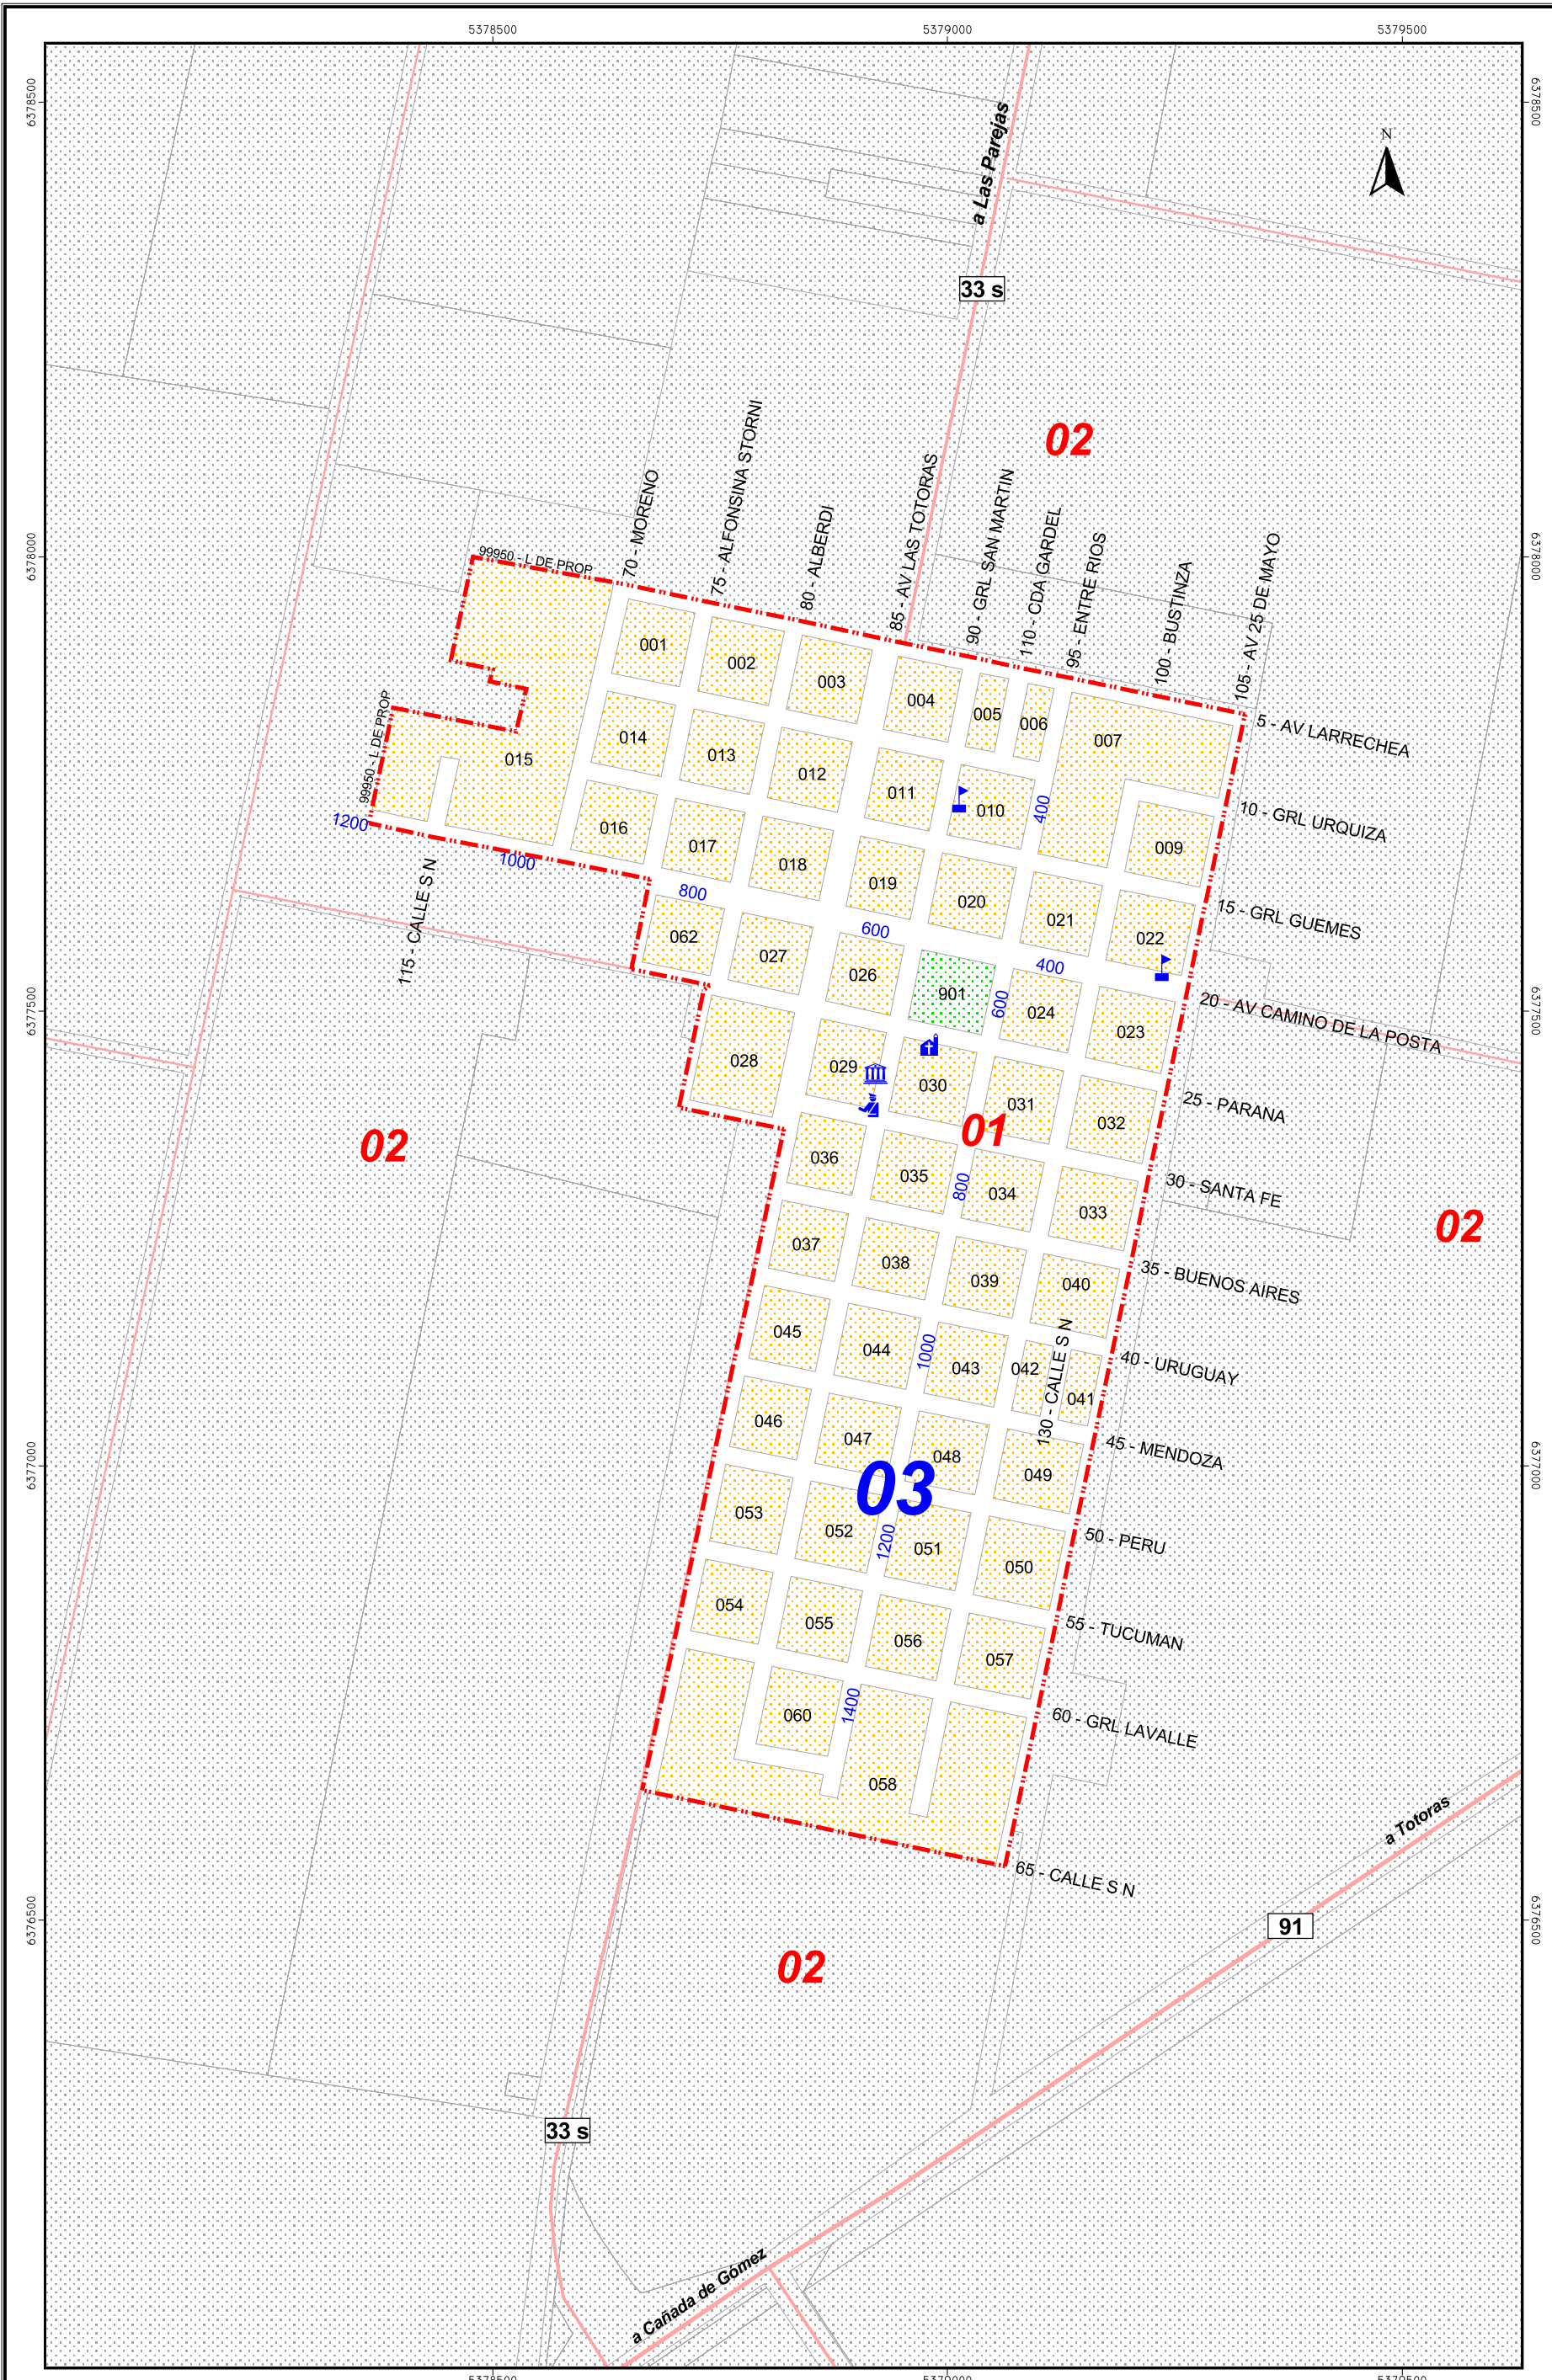 5378500
5379000
5379500
6378500
6378500
N
a Las Parejas
33 s
02
75 - ALFONSINA STORNI
70 - MORENO
80 - ALBERDI
85 - AV LAS TOTORAS
90 - GRL SAN MARTIN
110 - CDA GARDEL
95 - ENTRE RIOS
100 - BUSTINZA
105 - AV 25 DE MAYO
6378000
6378000
99950 - L DE PROP
99950 - L DE PROP
001
002
003
004
005
006
007
5 - AV LARRECHEA
015
014
013
012
011
010
400
10 - GRL URQUIZA
009
1200
1000
016
017
018
019
020
021
022
15 - GRL GUEMES
115 - CALLE S N
800
600
400
062
027
026
901
600
024
023
20 - AV CAMINO DE LA POSTA
6377500
6377500
028
029
030
031
032
25 - PARANA
01
02
036
035
800
034
033
30 - SANTA FE
02
037
038
039
040
35 - BUENOS AIRES
045
044
1000
043
042
130 - CALLE S N
041
40 - URUGUAY
046
047
048
049
45 - MENDOZA
6377000
6377000
03
053
052
1200
051
050
50 - PERU
054
055
056
057
55 - TUCUMAN
060
1400
058
60 - GRL LAVALLE
65 - CALLE S N
a Totoras
91
6376500
6376500
02
33 s
a Cañada de Gómez
5378500
5379000
5379500